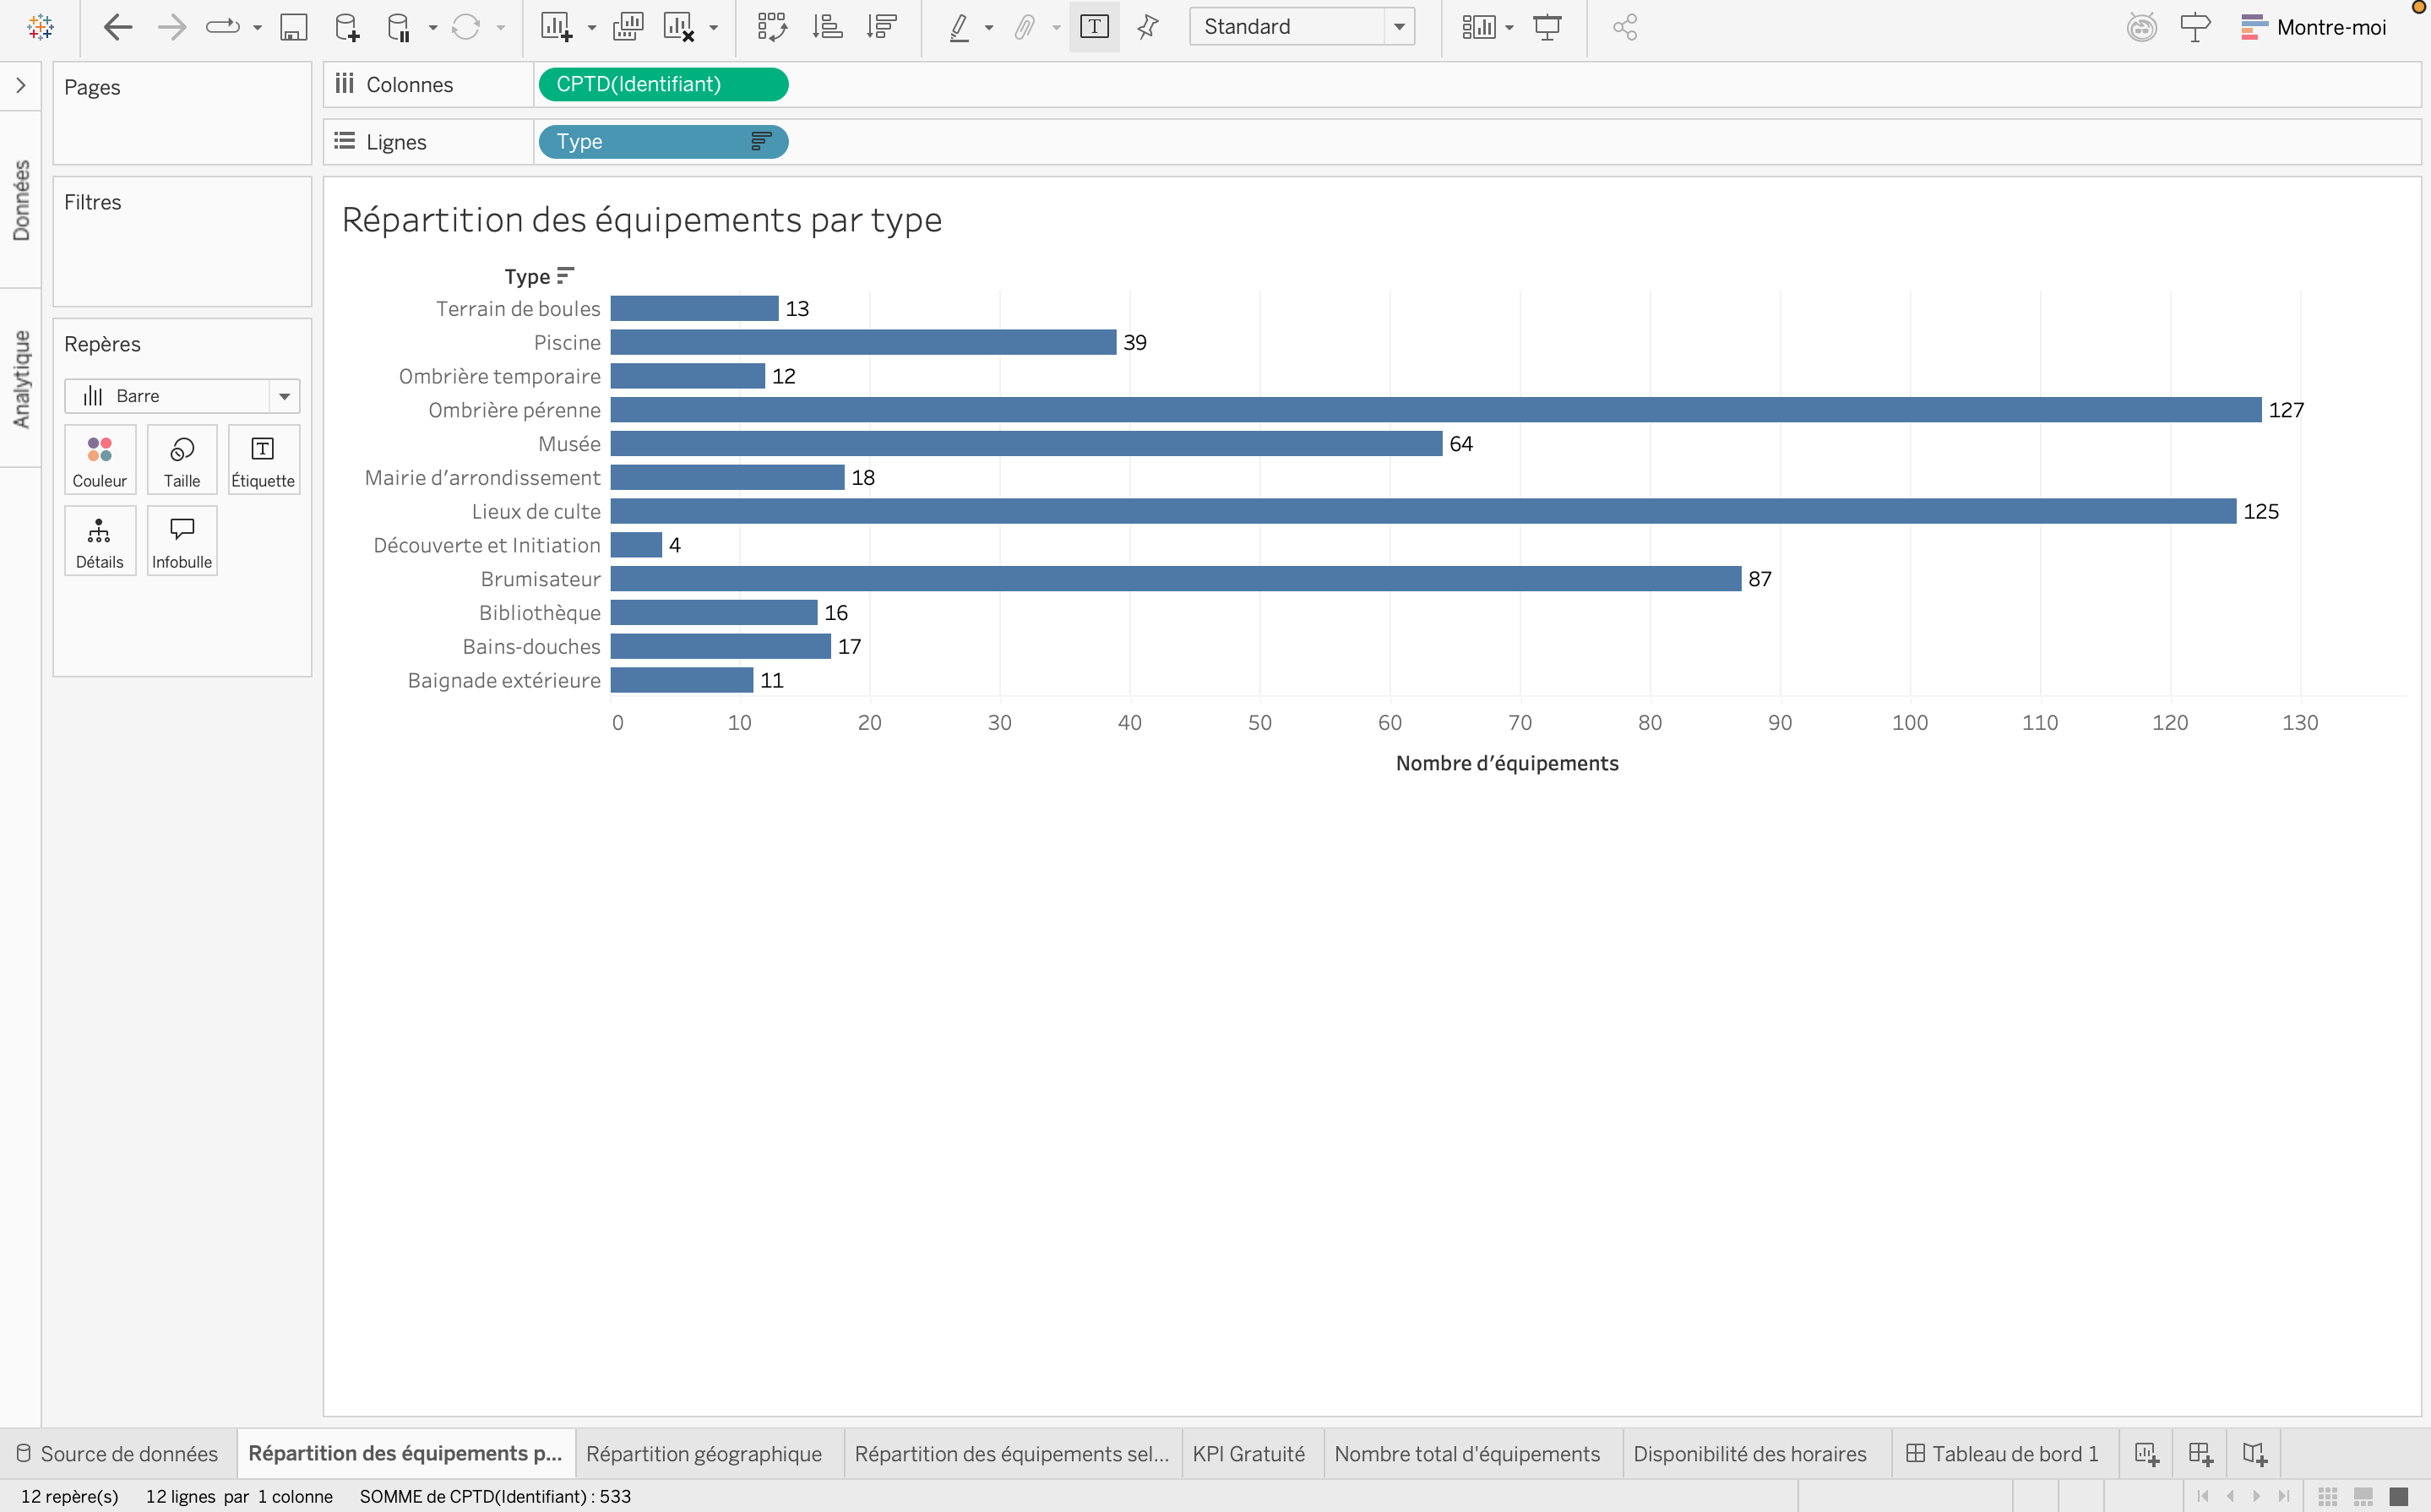 Standard
Montre-moi
Données
Analytique
Pages
Filtres
Repères
Barre
Couleur
Taille
T
Étiquette
Détails
Infobulle
Colonnes
CPTD(Identifiant)
Lignes
Type
Répartition des équipements par type
Type
Terrain de boules 13
Piscine 39
Ombrière temporaire 12
Ombrière pérenne 127
Musée 64
Mairie d’arrondissement 18
Lieux de culte 125
Découverte et Initiation 4
Brumisateur 87
Bibliothèque 16
Bains-douches 17
Baignade extérieure 11
0 10 20 30 40 50 60 70 80 90 100 110 120 130
Nombre d’équipements
Source de données
Répartition des équipements p...
Répartition géographique
Répartition des équipements sel...
KPI Gratuité
Nombre total d'équipements
Disponibilité des horaires
Tableau de bord 1
12 repère(s) 12 lignes par 1 colonne SOMME de CPTD(Identifiant) : 533